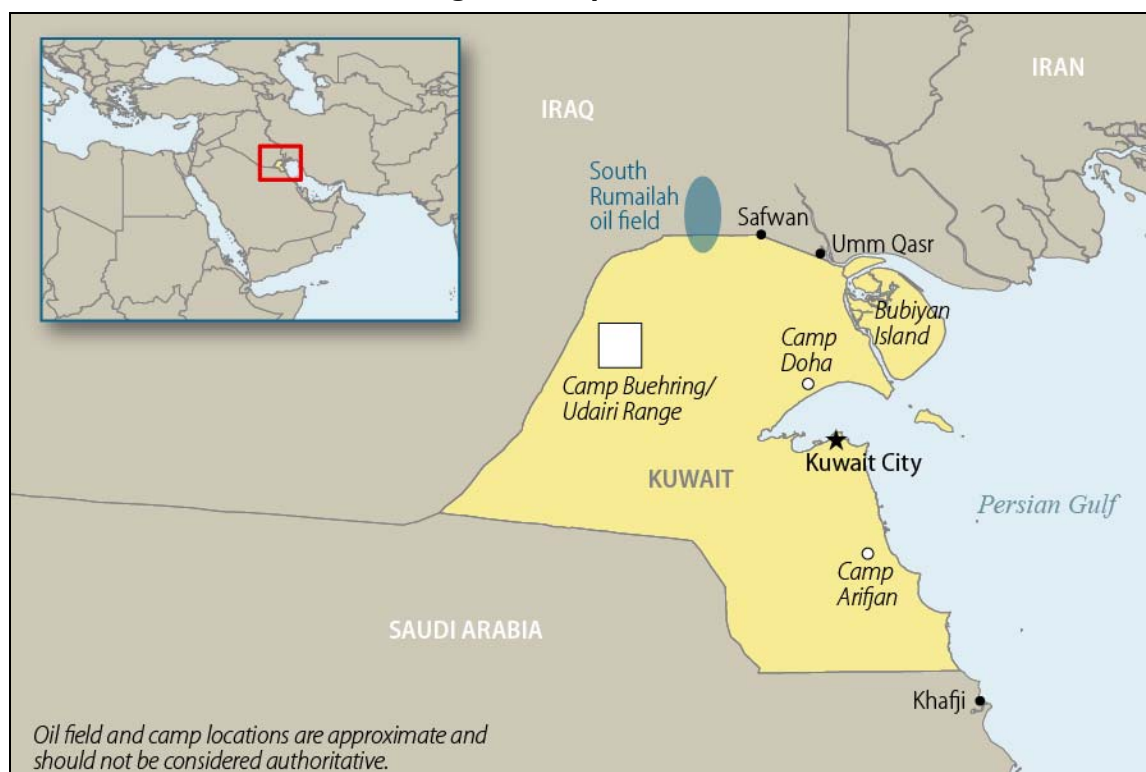 IRAN
IRAQ
South
Rumailah
oil field
Safwan
Umm Qasr
Bubiyan
Island
Camp
Doha
Camp Buehring/
Udairi Range
Kuwait City
KUWAIT
Persian Gulf
Camp
Arifjan
SAUDI ARABIA
Khafji
Oil field and camp locations are approximate and
should not be considered authoritative.